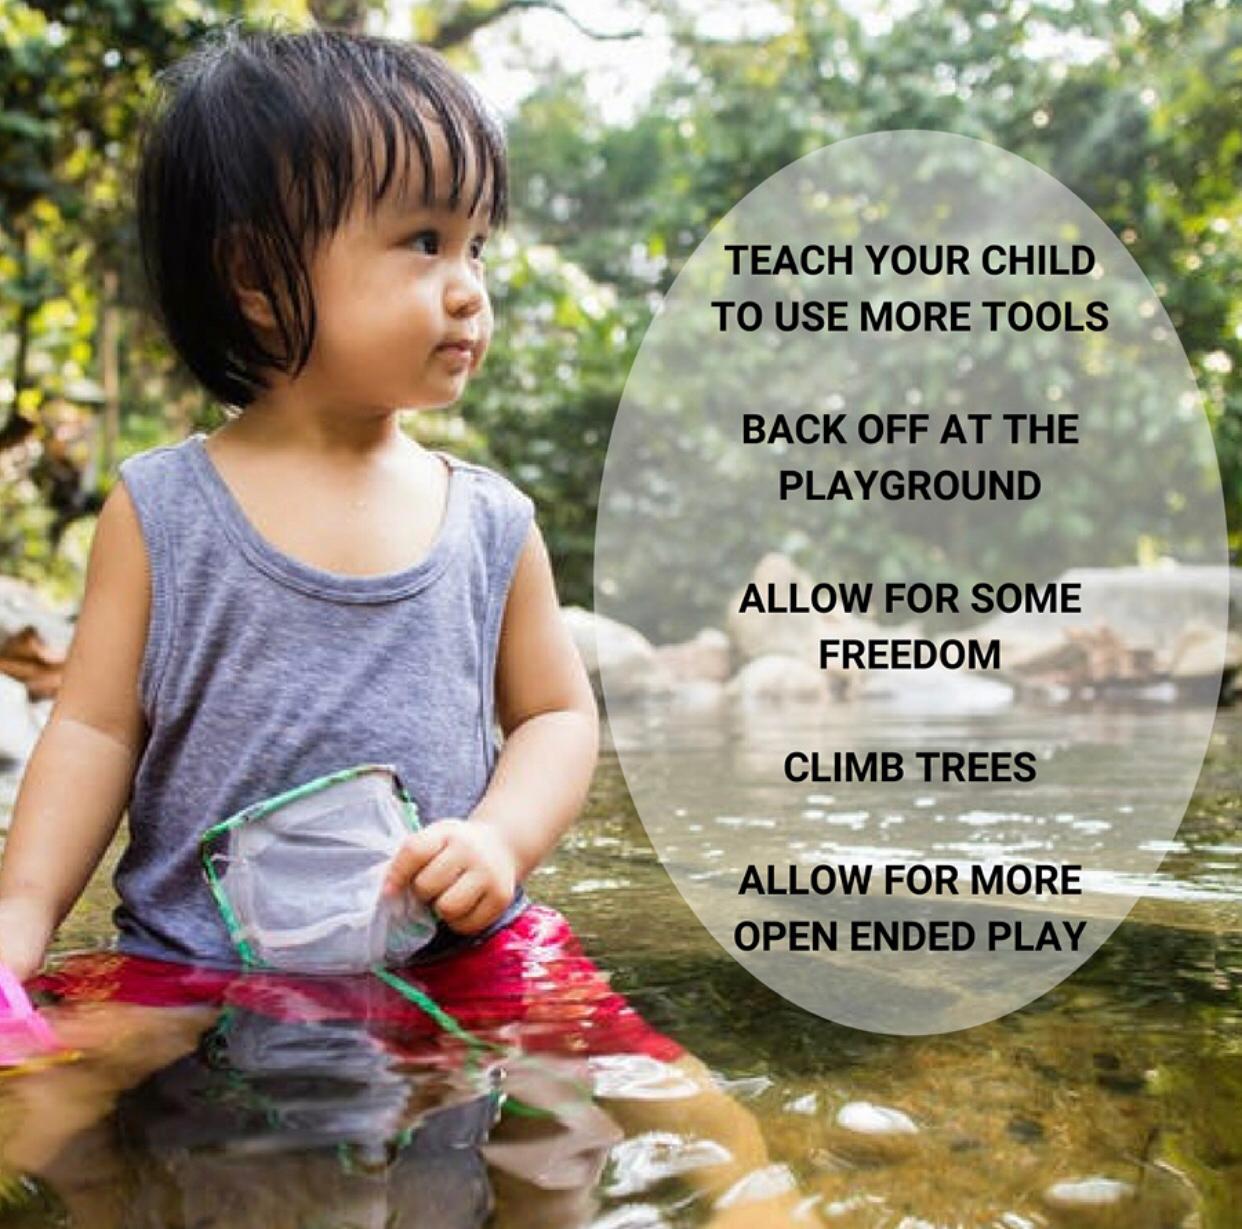 TEACH YOUR CHILD
TO USE MORE TOOLS
BACK OFF AT THE
PLAYGROUND
ALLOW FOR SOME
FREEDOM
CLIMB TREES
ALLOW FOR MORE
OPEN ENDED PLAY